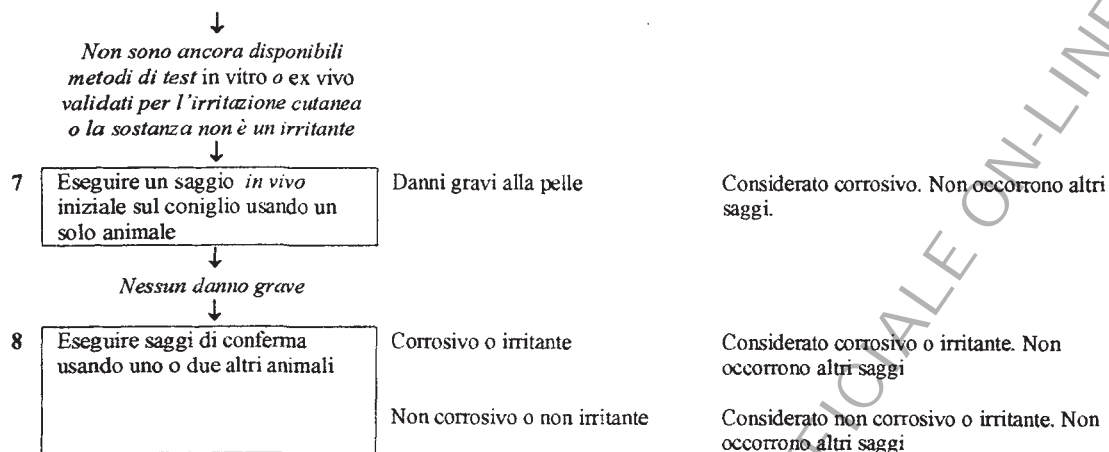 ↓
Non sono ancora disponibili
metodi di test in vitro o ex vivo
validati per l'irritazione cutanea
o la sostanza non è un irritante
↓
7 Eseguire un saggio in vivo
iniziale sul coniglio usando un
solo animale
Danni gravi alla pelle
Considerato corrosivo. Non occorrono altri
saggi.
↓
Nessun danno grave
↓
8 Eseguire saggi di conferma
usando uno o due altri animali
Corrosivo o irritante
Considerato corrosivo o irritante. Non
occorrono altri saggi
Non corrosivo o non irritante
Considerato non corrosivo o irritante. Non
occorrono altri saggi
ALE ON-LINE